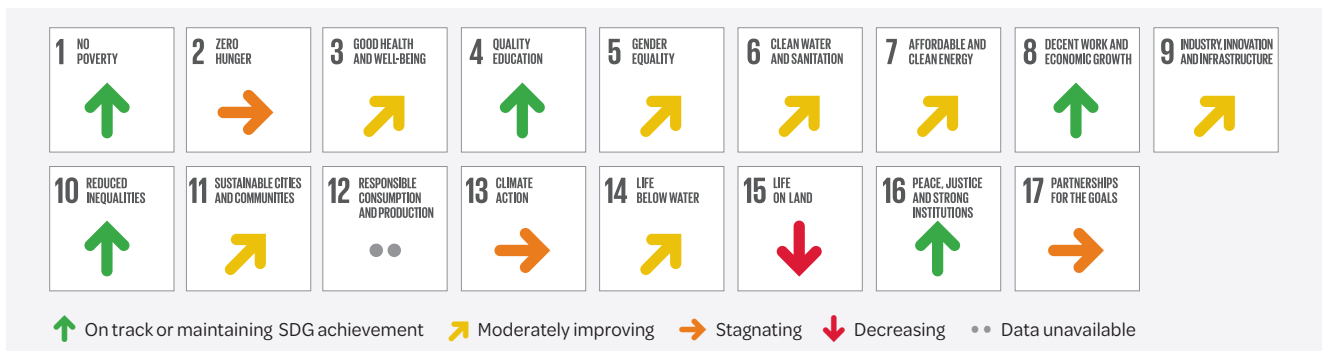 1 NO
POVERTY
2 ZERO
HUNGER
3 GOOD HEALTH
AND WELL-BEING
4 QUALITY
EDUCATION
5 GENDER
EQUALITY
6 CLEAN WATER
AND SANITATION
7 AFFORDABLE AND
CLEAN ENERGY
8 DECENT WORK AND
ECONOMIC GROWTH
9 INDUSTRY, INNOVATION
AND INFRASTRUCTURE
10 REDUCED
INEQUALITIES
11 SUSTAINABLE CITIES
AND COMMUNITIES
12 RESPONSIBLE
CONSUMPTION
AND PRODUCTION
13 CLIMATE
ACTION
14 LIFE
BELOW WATER
15 LIFE
ON LAND
16 PEACE, JUSTICE
AND STRONG
INSTITUTIONS
17 PARTNERSHIPS
FOR THE GOALS
On track or maintaining SDG achievement
Moderately improving
Stagnating
Decreasing
Data unavailable